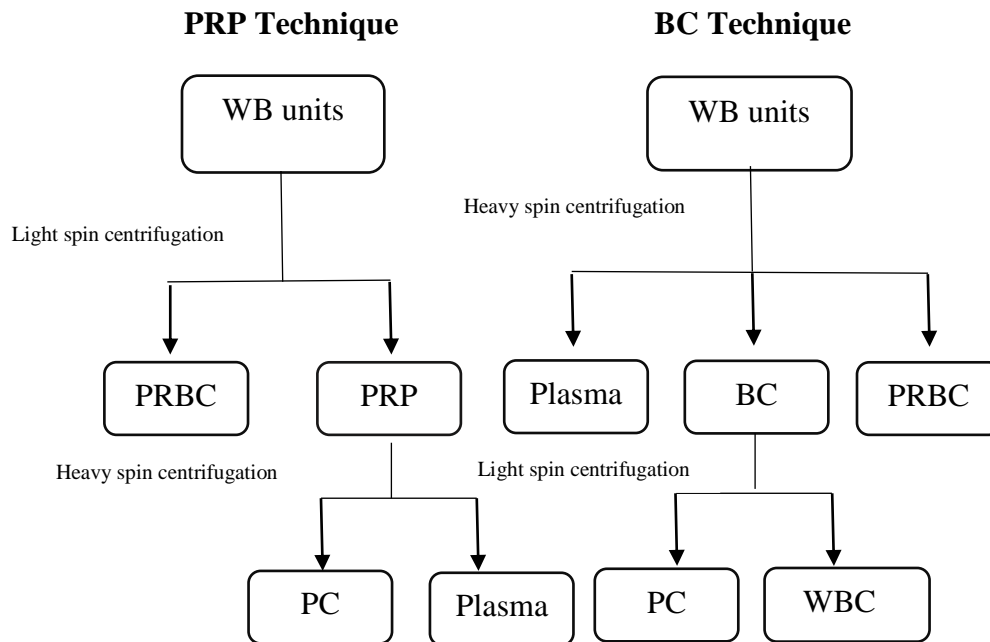 PRP Technique
BC Technique
WB units
WB units
Light spin centrifugation
Heavy spin centrifugation
PRBC
PRP
Plasma
BC
PRBC
Heavy spin centrifugation
Light spin centrifugation
PC
Plasma
PC
WBC